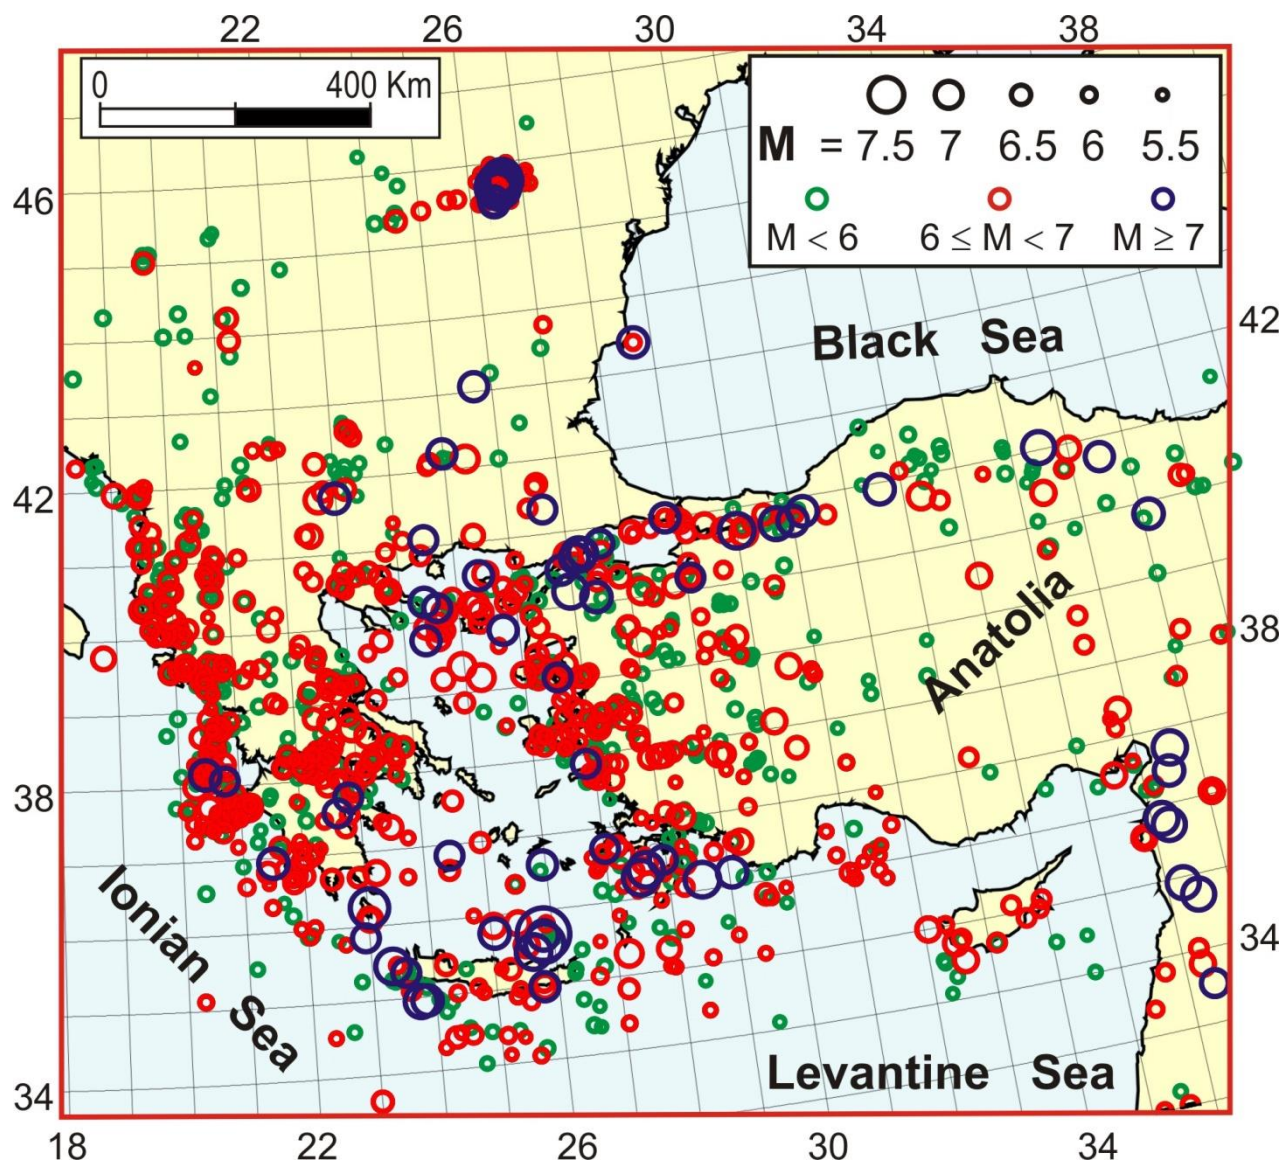 22 26 30 34 38
0 400 Km
M = 7.5 7 6.5 6 5.5
M < 6 6 ≤ M < 7 M ≥ 7
46
42
Black Sea
42
Anatolia
38
38
Ionian Sea
34
Levantine Sea
34
18 22 26 30 34